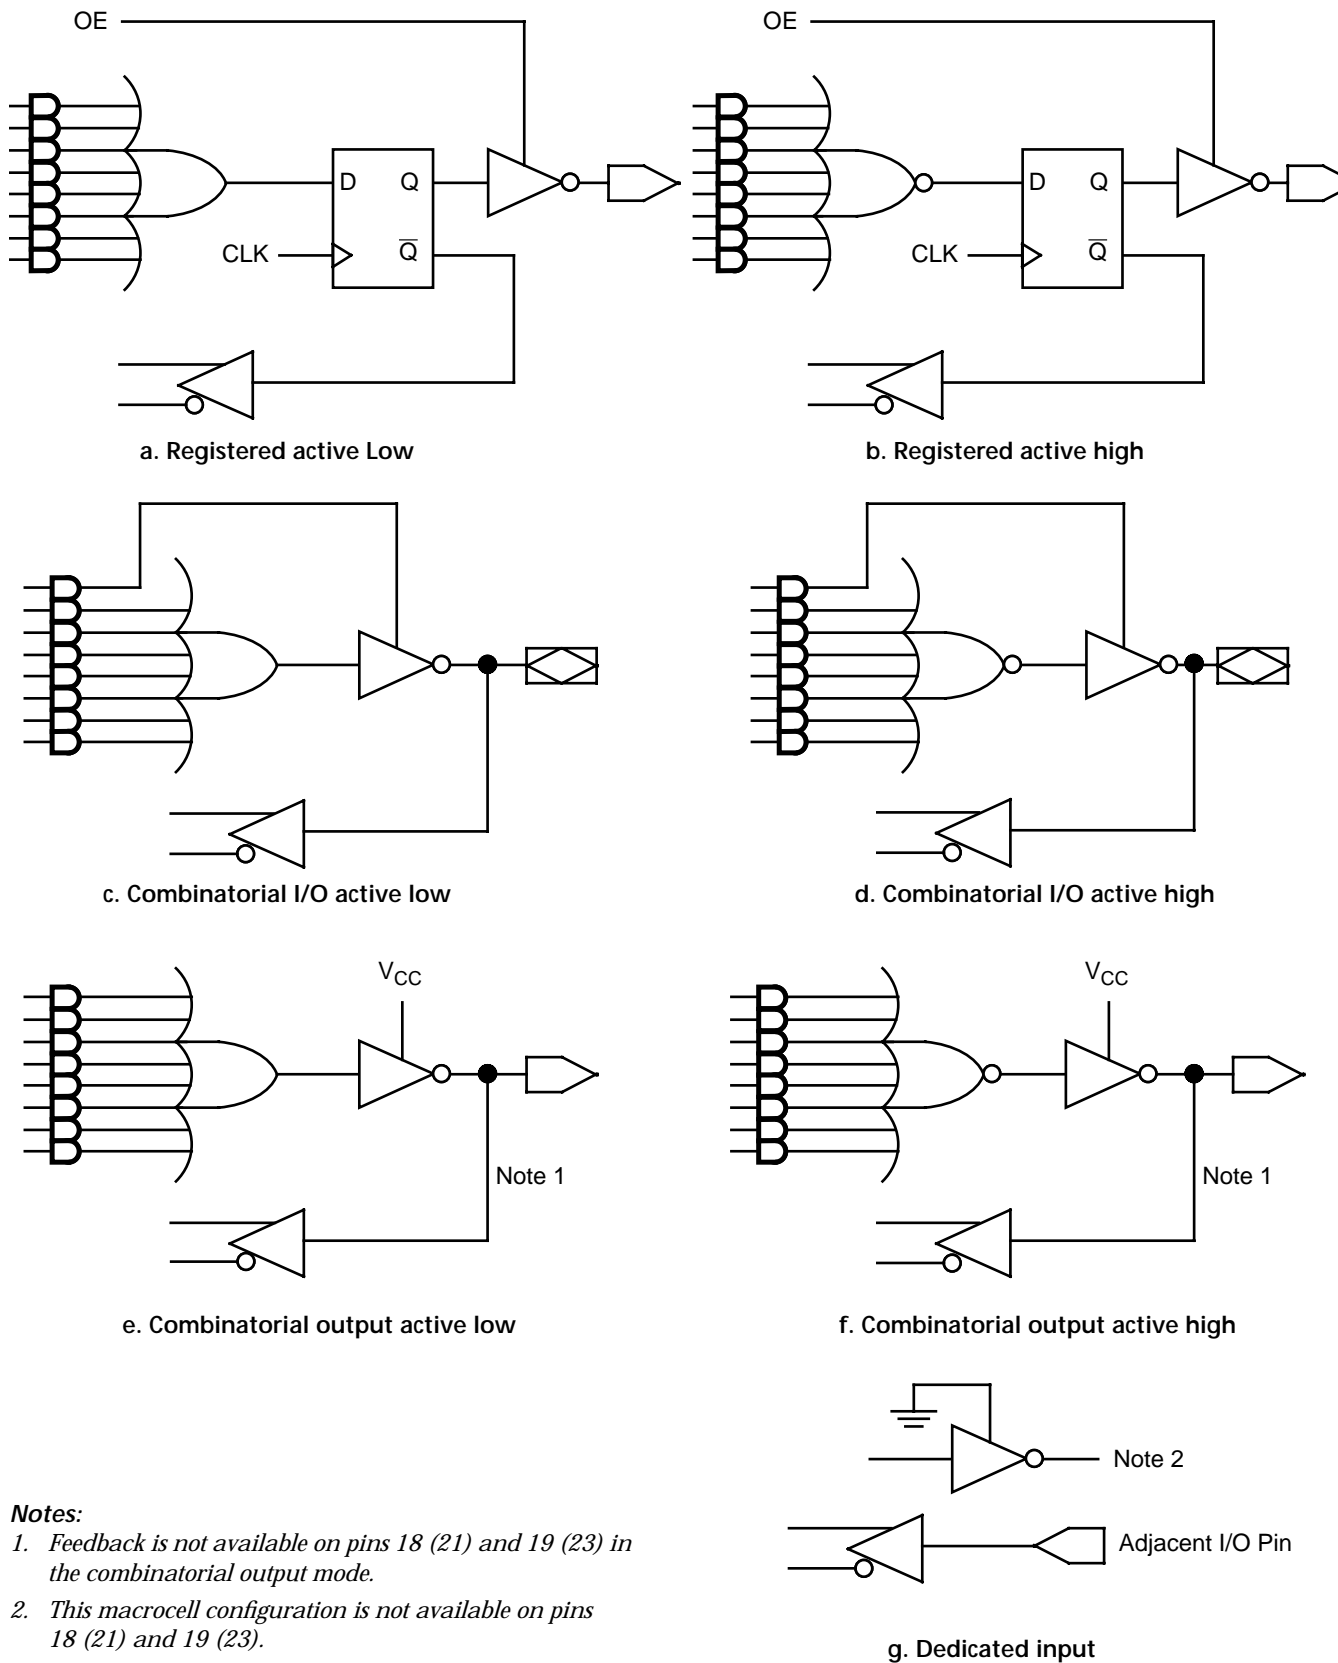 OE
OE
D Q
CLK Q
D Q
CLK Q
a. Registered active Low
b. Registered active high
c. Combinatorial I/O active low
d. Combinatorial I/O active high
VCC
VCC
Note 1
Note 1
e. Combinatorial output active low
f. Combinatorial output active high
Note 2
Adjacent I/O Pin
g. Dedicated input
Notes:
1. Feedback is not available on pins 18 (21) and 19 (23) in
the combinatorial output mode.
2. This macrocell configuration is not available on pins
18 (21) and 19 (23).